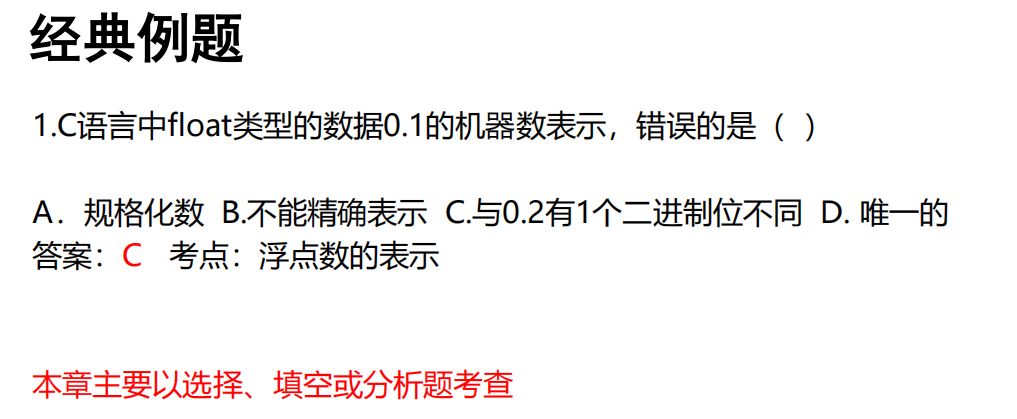 经典例题
1.C语言中float类型的数据0.1的机器数表示，错误的是（ ）
A．规格化数 B.不能精确表示 C.与0.2有1个二进制位不同 D. 唯一的
答案：C 考点：浮点数的表示
本章主要以选择、填空或分析题考查